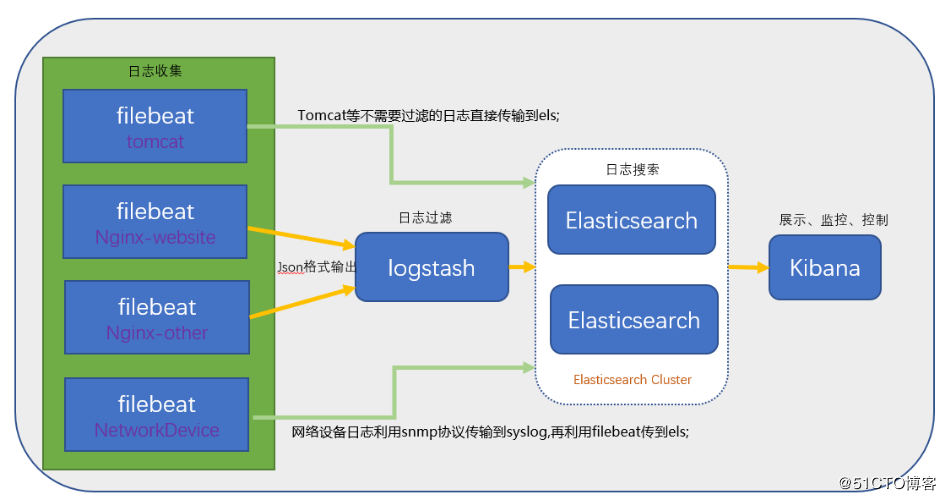 日志收集
filebeat
tomcat
Tomcat等不需要过滤的日志直接传输到els;
filebeat
Nginx-website
Json格式输出
filebeat
Nginx-other
filebeat
NetworkDevice
网络设备日志利用snmp协议传输到syslog,再利用filebeat传到els;
日志过滤
logstash
日志搜索
Elasticsearch
Elasticsearch
Elasticsearch Cluster
展示、监控、控制
Kibana
@51CTO博客